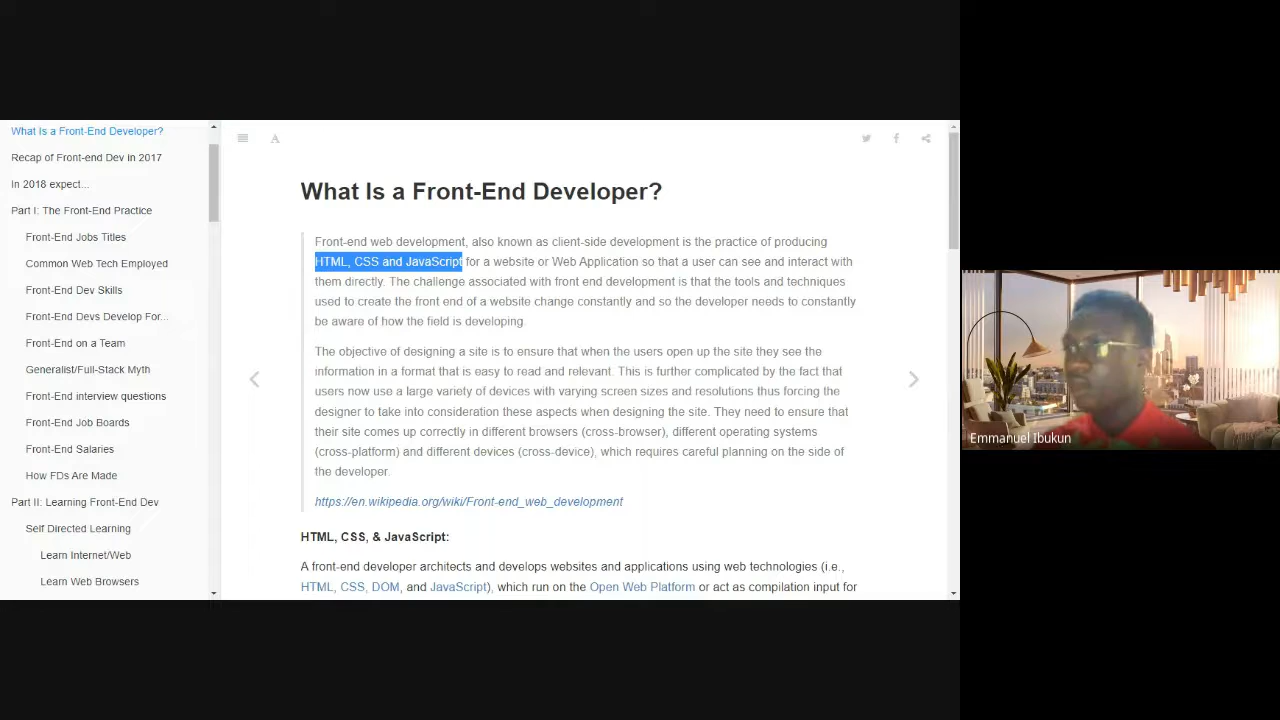 What Is a Front-End Developer?
Recap of Front-end Dev in 2017
In 2018 expect...
Part I: The Front-End Practice
Front-End Jobs Titles
Common Web Tech Employed
Front-End Dev Skills
Front-End Devs Develop For...
Front-End on a Team
Generalist/Full-Stack Myth
Front-End interview questions
Front-End Job Boards
Front-End Salaries
How FDs Are Made
Part II: Learning Front-End Dev
Self Directed Learning
Learn Internet/Web
Learn Web Browsers
A
What Is a Front-End Developer?
Front-end web development, also known as client-side development is the practice of producing
HTML, CSS and JavaScript for a website or Web Application so that a user can see and interact with
them directly. The challenge associated with front end development is that the tools and techniques
used to create the front end of a website change constantly and so the developer needs to constantly
be aware of how the field is developing.
The objective of designing a site is to ensure that when the users open up the site they see the
information in a format that is easy to read and relevant. This is further complicated by the fact that
users now use a large variety of devices with varying screen sizes and resolutions thus forcing the
designer to take into consideration these aspects when designing the site. They need to ensure that
their site comes up correctly in different browsers (cross-browser), different operating systems
(cross-platform) and different devices (cross-device), which requires careful planning on the side of
the developer.
https://en.wikipedia.org/wiki/Front-end_web_development
HTML, CSS, & JavaScript:
A front-end developer architects and develops websites and applications using web technologies (i.e.,
HTML, CSS, DOM, and JavaScript), which run on the Open Web Platform or act as compilation input for
Emmanuel Ibukun